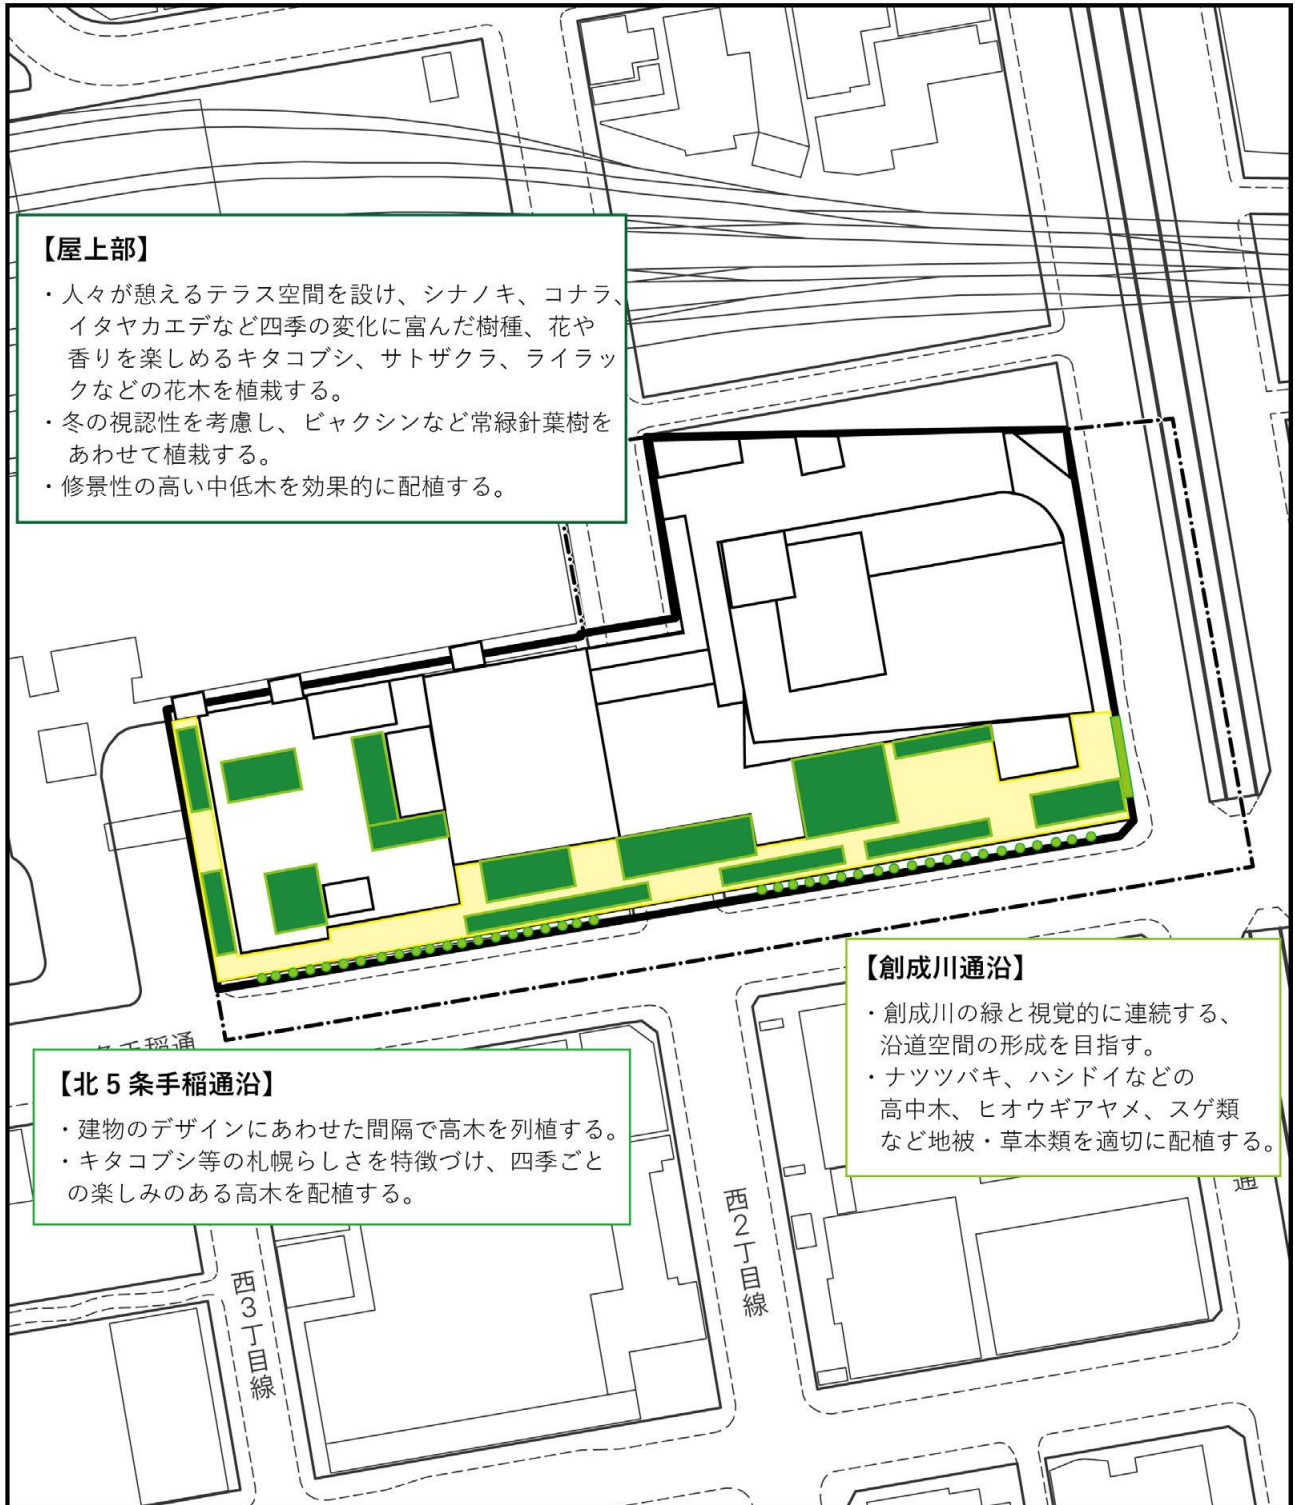 【屋上部】
・人々が憩えるテラス空間を設け、シナノキ、コナラ、
イタヤカエデなど四季の変化に富んだ樹種、花や
香りを楽しめるキタコブシ、サトザクラ、ライラッ
クなどの花木を植栽する。
・冬の視認性を考慮し、ビャクシンなど常緑針葉樹を
あわせて植栽する。
・修景性の高い中低木を効果的に配植する。
【創成川通沿】
・創成川の緑と視覚的に連続する、
沿道空間の形成を目指す。
・ナツツバキ、ハシドイなどの
高中木、ヒオウギアヤメ、スゲ類
など地被・草本類を適切に配植する。
通
条手稲通
【北5条手稲通沿】
・建物のデザインにあわせた間隔で高木を列植する。
・キタコブシ等の札幌らしさを特徴づけ、四季ごと
の楽しみのある高木を配植する。
西2丁目線
西3丁目線